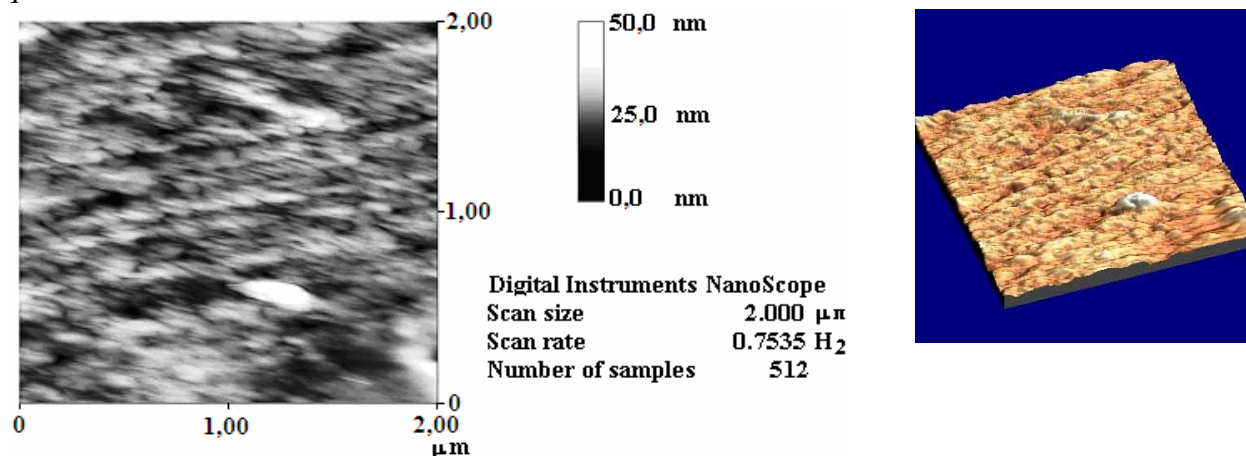 2,00
1,00
0
0
1,00
2,00
μm
50,0 nm
25,0 nm
0,0 nm
Digital Instruments NanoScope
Scan size 2.000 μm
Scan rate 0.7535 H2
Number of samples 512